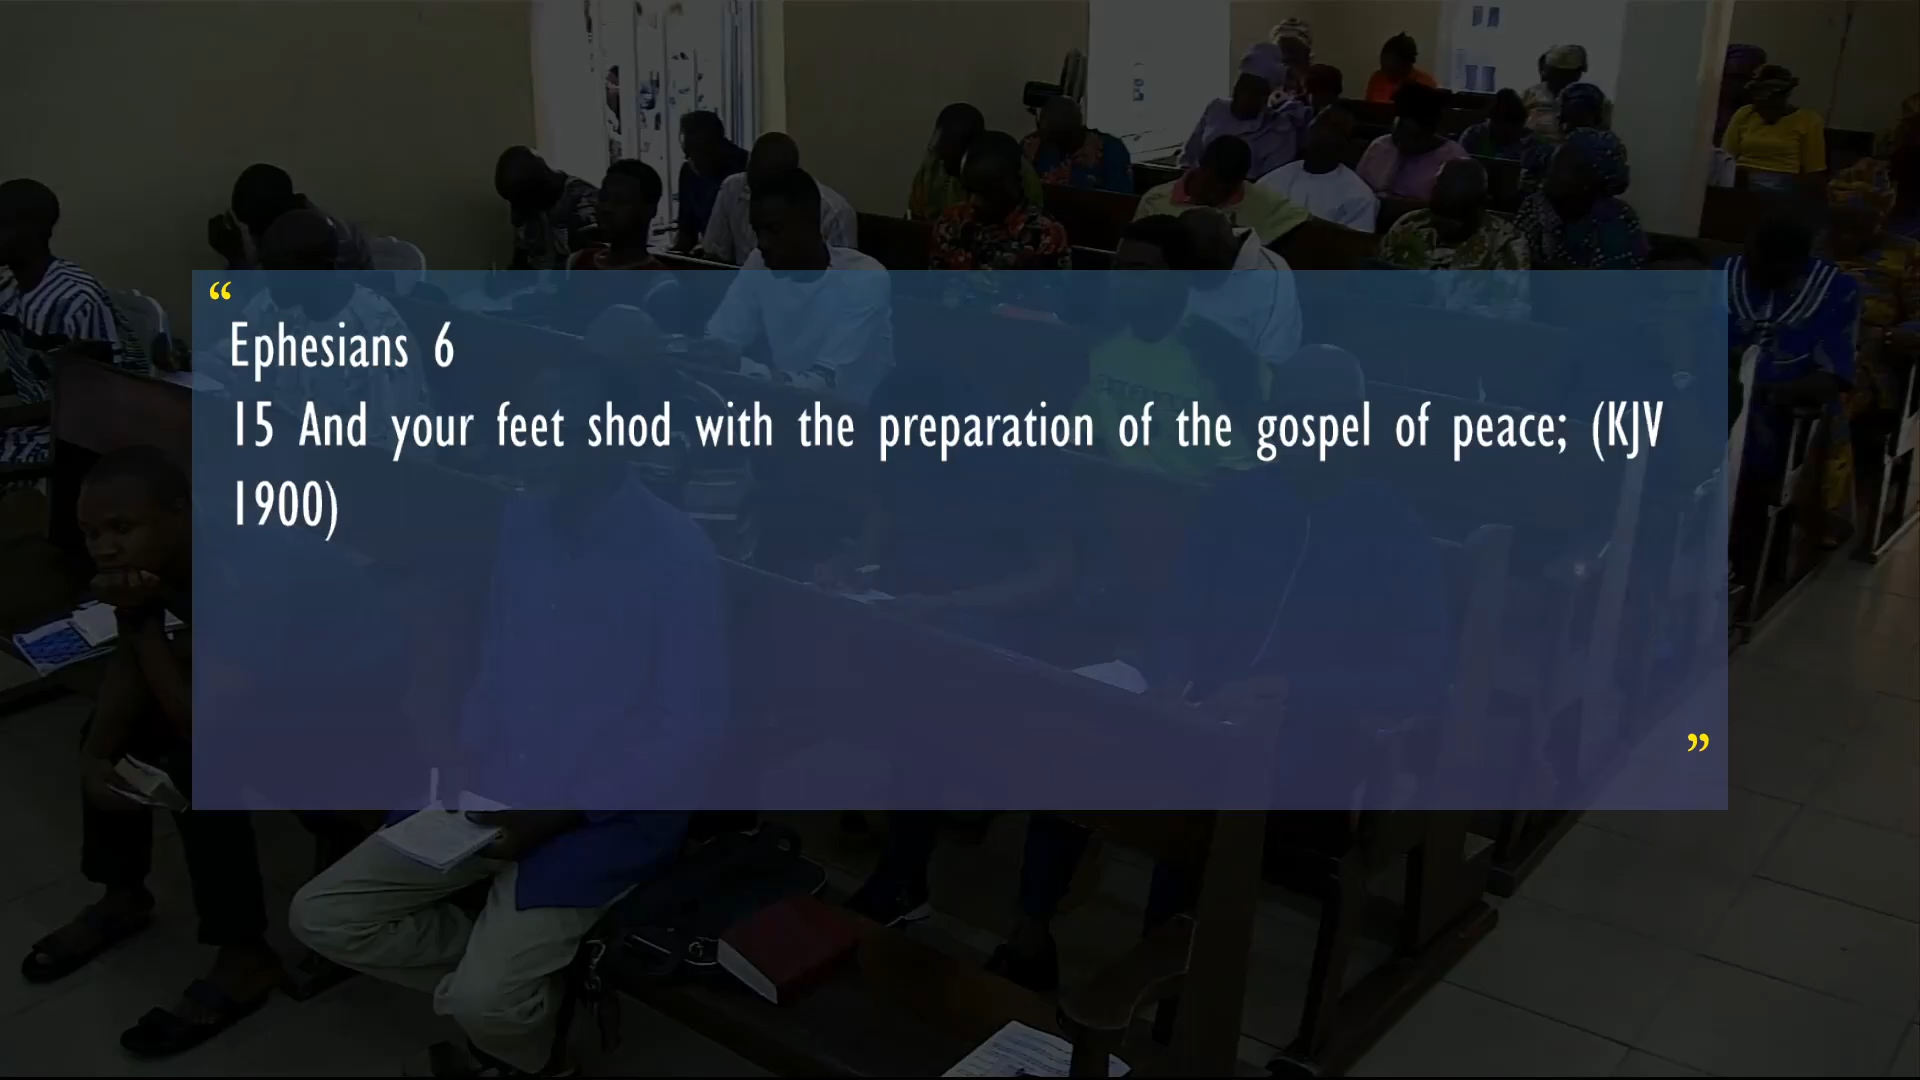 “
Ephesians 6
15 And your feet shod with the preparation of the gospel of peace; (KJV
1900)
”